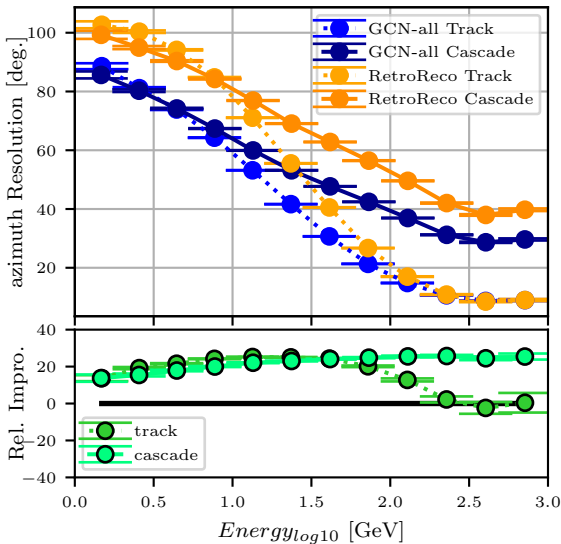 100
80
60
40
20
azimuth Resolution [deg.]
GCN-all Track
GCN-all Cascade
RetroReco Track
RetroReco Cascade
40
20
0
−20
−40
Rel. Impro.
track
cascade
0.0 0.5 1.0 1.5 2.0 2.5 3.0
Energy_{log10} [GeV]